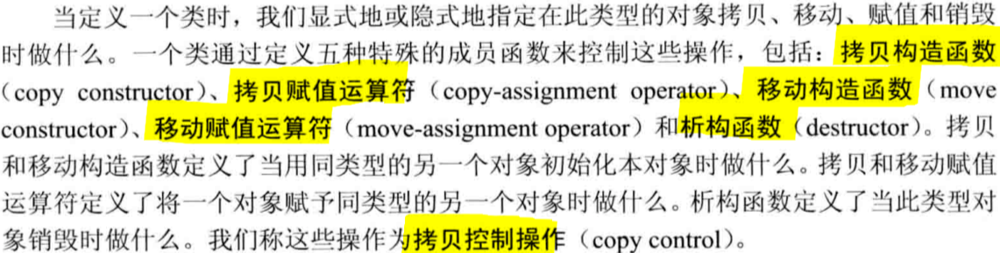 当定义一个类时，我们显式地或隐式地指定在此类型的对象拷贝、移动、赋值和销毁
时做什么。一个类通过定义五种特殊的成员函数来控制这些操作，包括：拷贝构造函数
（copy constructor）、拷贝赋值运算符（copy-assignment operator）、移动构造函数（move
constructor）、移动赋值运算符（move-assignment operator）和析构函数（destructor）。拷贝
和移动构造函数定义了当用同类型的另一个对象初始化本对象时做什么。拷贝和移动赋值
运算符定义了将一个对象赋予同类型的另一个对象时做什么。析构函数定义了当此类型对
象销毁时做什么。我们称这些操作为拷贝控制操作（copy control）。